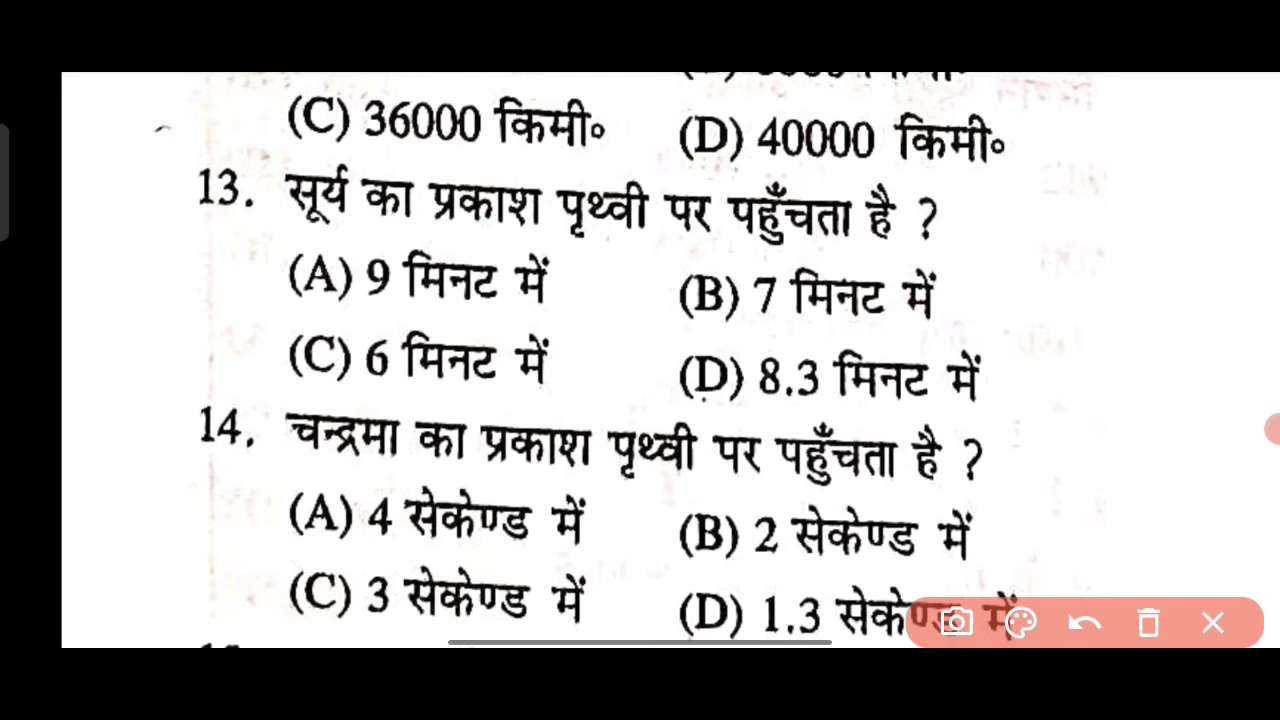 (C) 36000 किमी॰ (D) 40000 किमी॰
13. सूर्य का प्रकाश पृथ्वी पर पहुँचता है ?
(A) 9 मिनट में (B) 7 मिनट में
(C) 6 मिनट में (D) 8.3 मिनट में
14. चन्द्रमा का प्रकाश पृथ्वी पर पहुँचता है ?
(A) 4 सेकेण्ड में (B) 2 सेकेण्ड में
(C) 3 सेकेण्ड में (D) 1.3 सेकेण्ड में